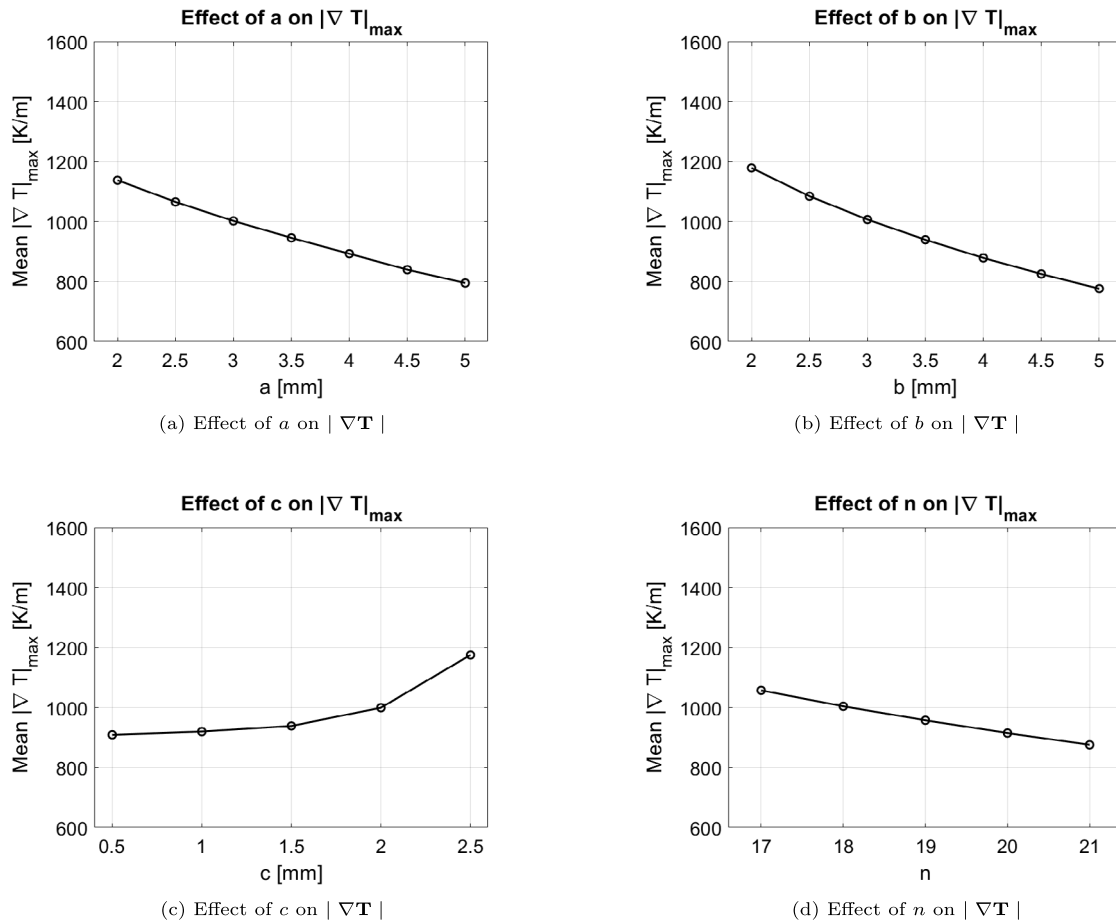 Effect of a on |∇ T|max
Mean |∇ T|max [K/m]
1600
1400
1200
1000
800
600
2 2.5 3 3.5 4 4.5 5
a [mm]
(a) Effect of a on | ∇T |
Effect of b on |∇ T|max
Mean |∇ T|max [K/m]
1600
1400
1200
1000
800
600
2 2.5 3 3.5 4 4.5 5
b [mm]
(b) Effect of b on | ∇T |
Effect of c on |∇ T|max
Mean |∇ T|max [K/m]
1600
1400
1200
1000
800
600
0.5 1 1.5 2 2.5
c [mm]
(c) Effect of c on | ∇T |
Effect of n on |∇ T|max
Mean |∇ T|max [K/m]
1600
1400
1200
1000
800
600
17 18 19 20 21
n
(d) Effect of n on | ∇T |